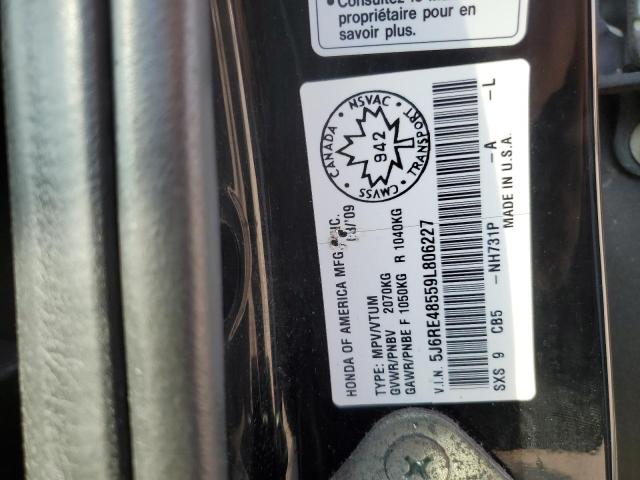 • Consultez le
propriétaire pour en
savoir plus.
CANADA • NSVAC • TRANSPORT • CMVSS •
942
HONDA OF AMERICA MFG., INC. /'09
TYPE: MPV/VTUM
GVWR/PNBV 2070KG
GAWR/PNBE F 1050KG R 1040KG
V.I.N. 5J6RE48559L806227
SXS 9 CB5 -NH731P -A -L
MADE IN U.S.A.